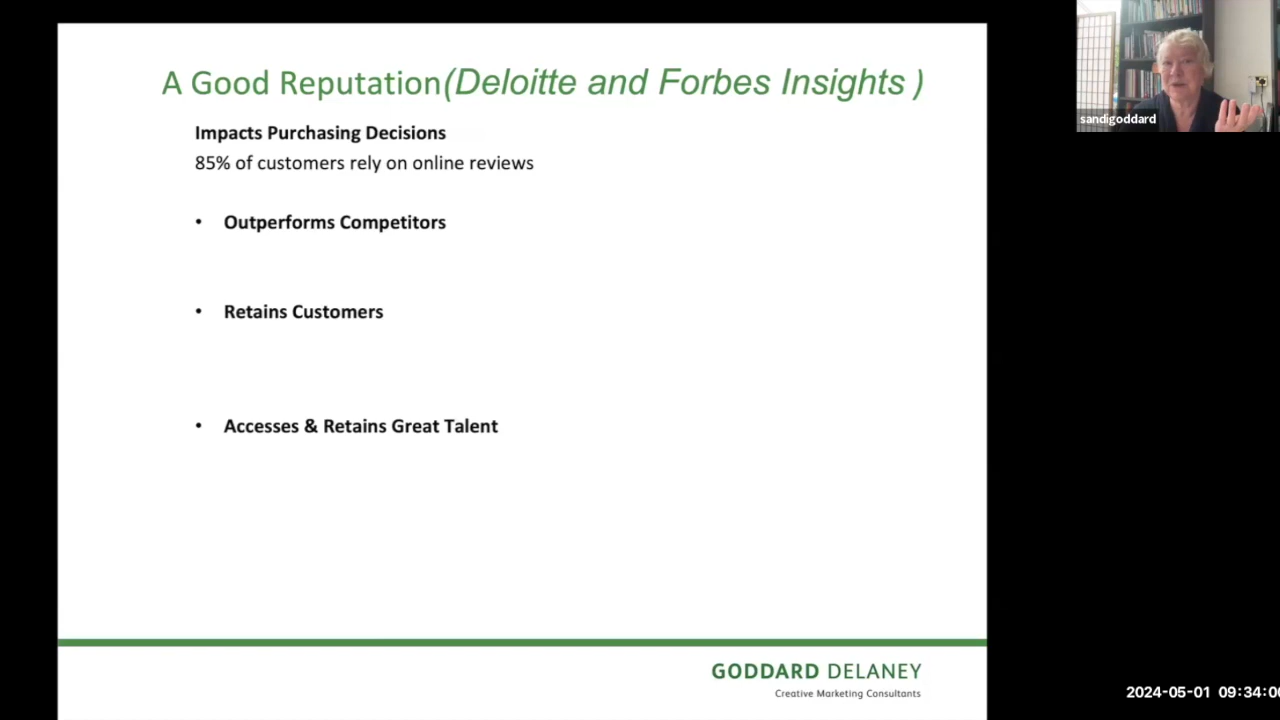 A Good Reputation(Deloitte and Forbes Insights )
Impacts Purchasing Decisions
85% of customers rely on online reviews
• Outperforms Competitors
• Retains Customers
• Accesses & Retains Great Talent
GODDARD DELANEY
Creative Marketing Consultants
sandigoddard
2024-05-01 09:34:0